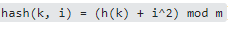 hash(k, i) = (h(k) + i^2) mod m